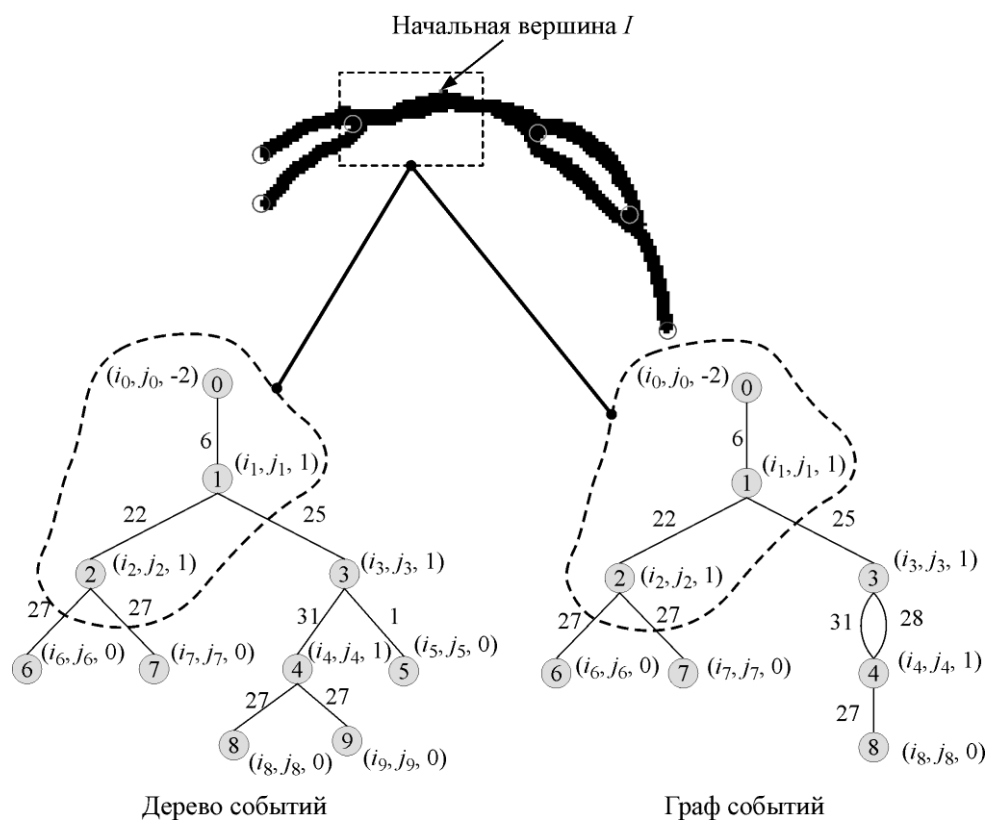 Начальная вершина I
(i₀, j₀, -2) 0 (i₀, j₀, -2) 0
6 6
1 (i₁, j₁, 1) 1 (i₁, j₁, 1)
22 25 22 25
2 (i₂, j₂, 1) 3 (i₃, j₃, 1) 2 (i₂, j₂, 1) 3 (i₃, j₃, 1)
27 27 31 1 27 27 31 28
6 (i₆, j₆, 0) 7 (i₇, j₇, 0) 4 (i₄, j₄, 1) 5 (i₅, j₅, 0) 6 (i₆, j₆, 0) 7 (i₇, j₇, 0) 4 (i₄, j₄, 1)
27 27 27
8 (i₈, j₈, 0) 9 (i₉, j₉, 0) 8 (i₈, j₈, 0)
Дерево событий Граф событий